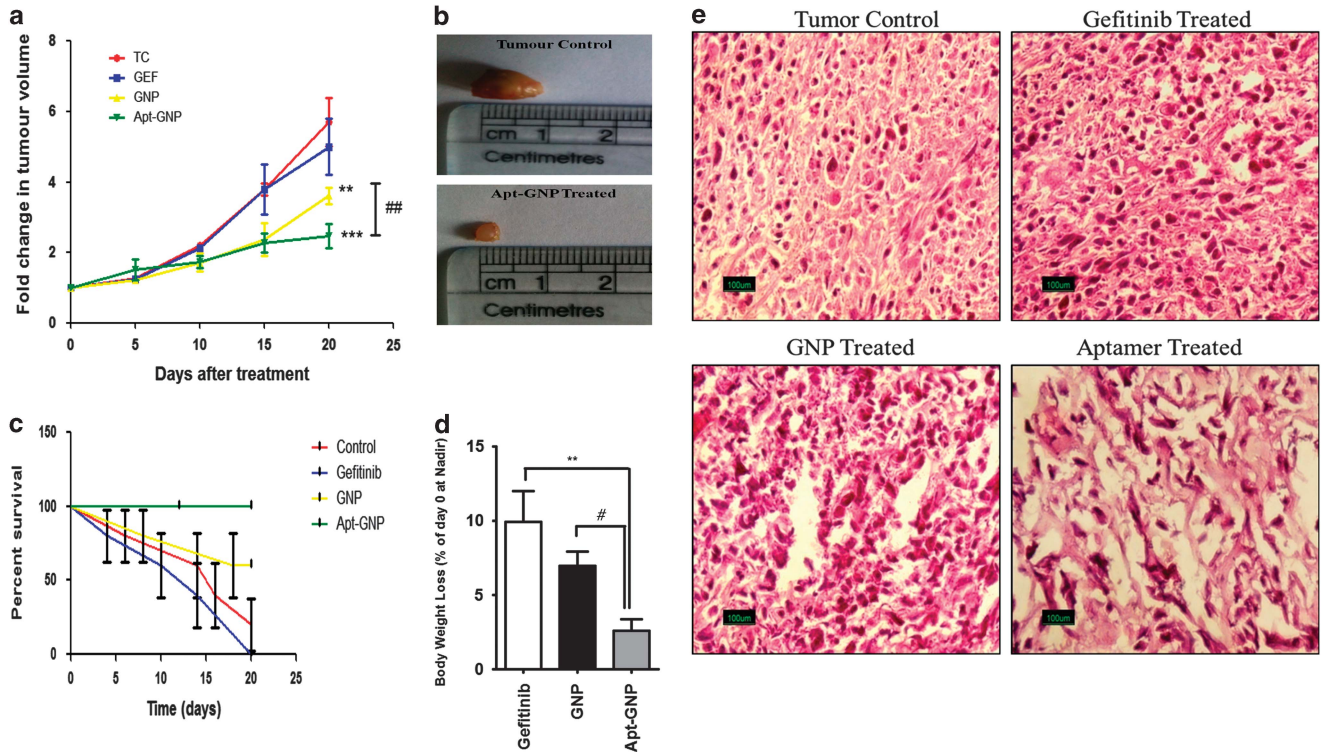 a
Fold change in tumour volume
8
6
4
2
0
TC
GEF
GNP
Apt-GNP
**
***
##
0 5 10 15 20 25
Days after treatment
b
Tumour Control
cm 1 2
Centimetres
Apt-GNP Treated
cm 1 2
Centimetres
c
Percent survival
150
100
50
0
Control
Gefitinib
GNP
Apt-GNP
0 5 10 15 20 25
Time (days)
d
Body Weight Loss (% of day 0 at Nadir)
15
10
5
0
**
#
Gefitinib
GNP
Apt-GNP
e
Tumor Control
100um
Gefitinib Treated
100um
GNP Treated
100um
Aptamer Treated
100um